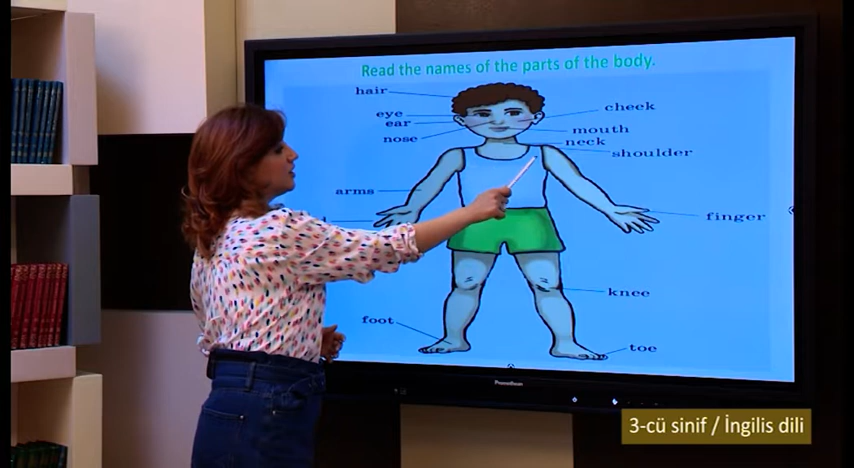 Read the names of the parts of the body.
hair
eye
ear
nose
cheek
mouth
neck
shoulder
arms
finger
knee
foot
toe
Promethean
3-cü sinif / İngilis dili